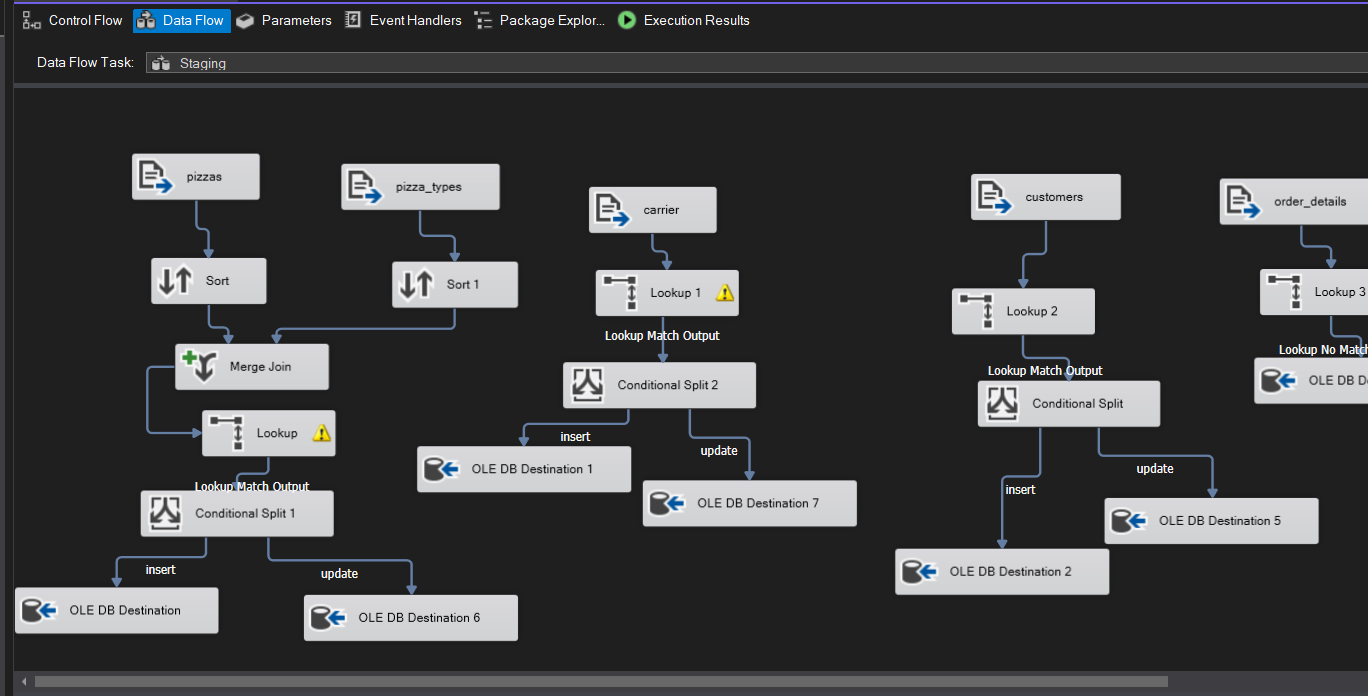 Control Flow
Data Flow
Parameters
Event Handlers
Package Explor...
Execution Results
Data Flow Task:
Staging
pizzas
pizza_types
carrier
customers
order_details
Sort
Sort 1
Lookup 1
Lookup 2
Lookup 3
Lookup Match Output
Lookup No Match
Merge Join
Lookup Match Output
Conditional Split 2
OLE DB D
Conditional Split
Lookup
insert
update
OLE DB Destination 1
update
Lookup Match Output
insert
OLE DB Destination 7
Conditional Split 1
OLE DB Destination 5
insert
update
OLE DB Destination 2
OLE DB Destination
OLE DB Destination 6